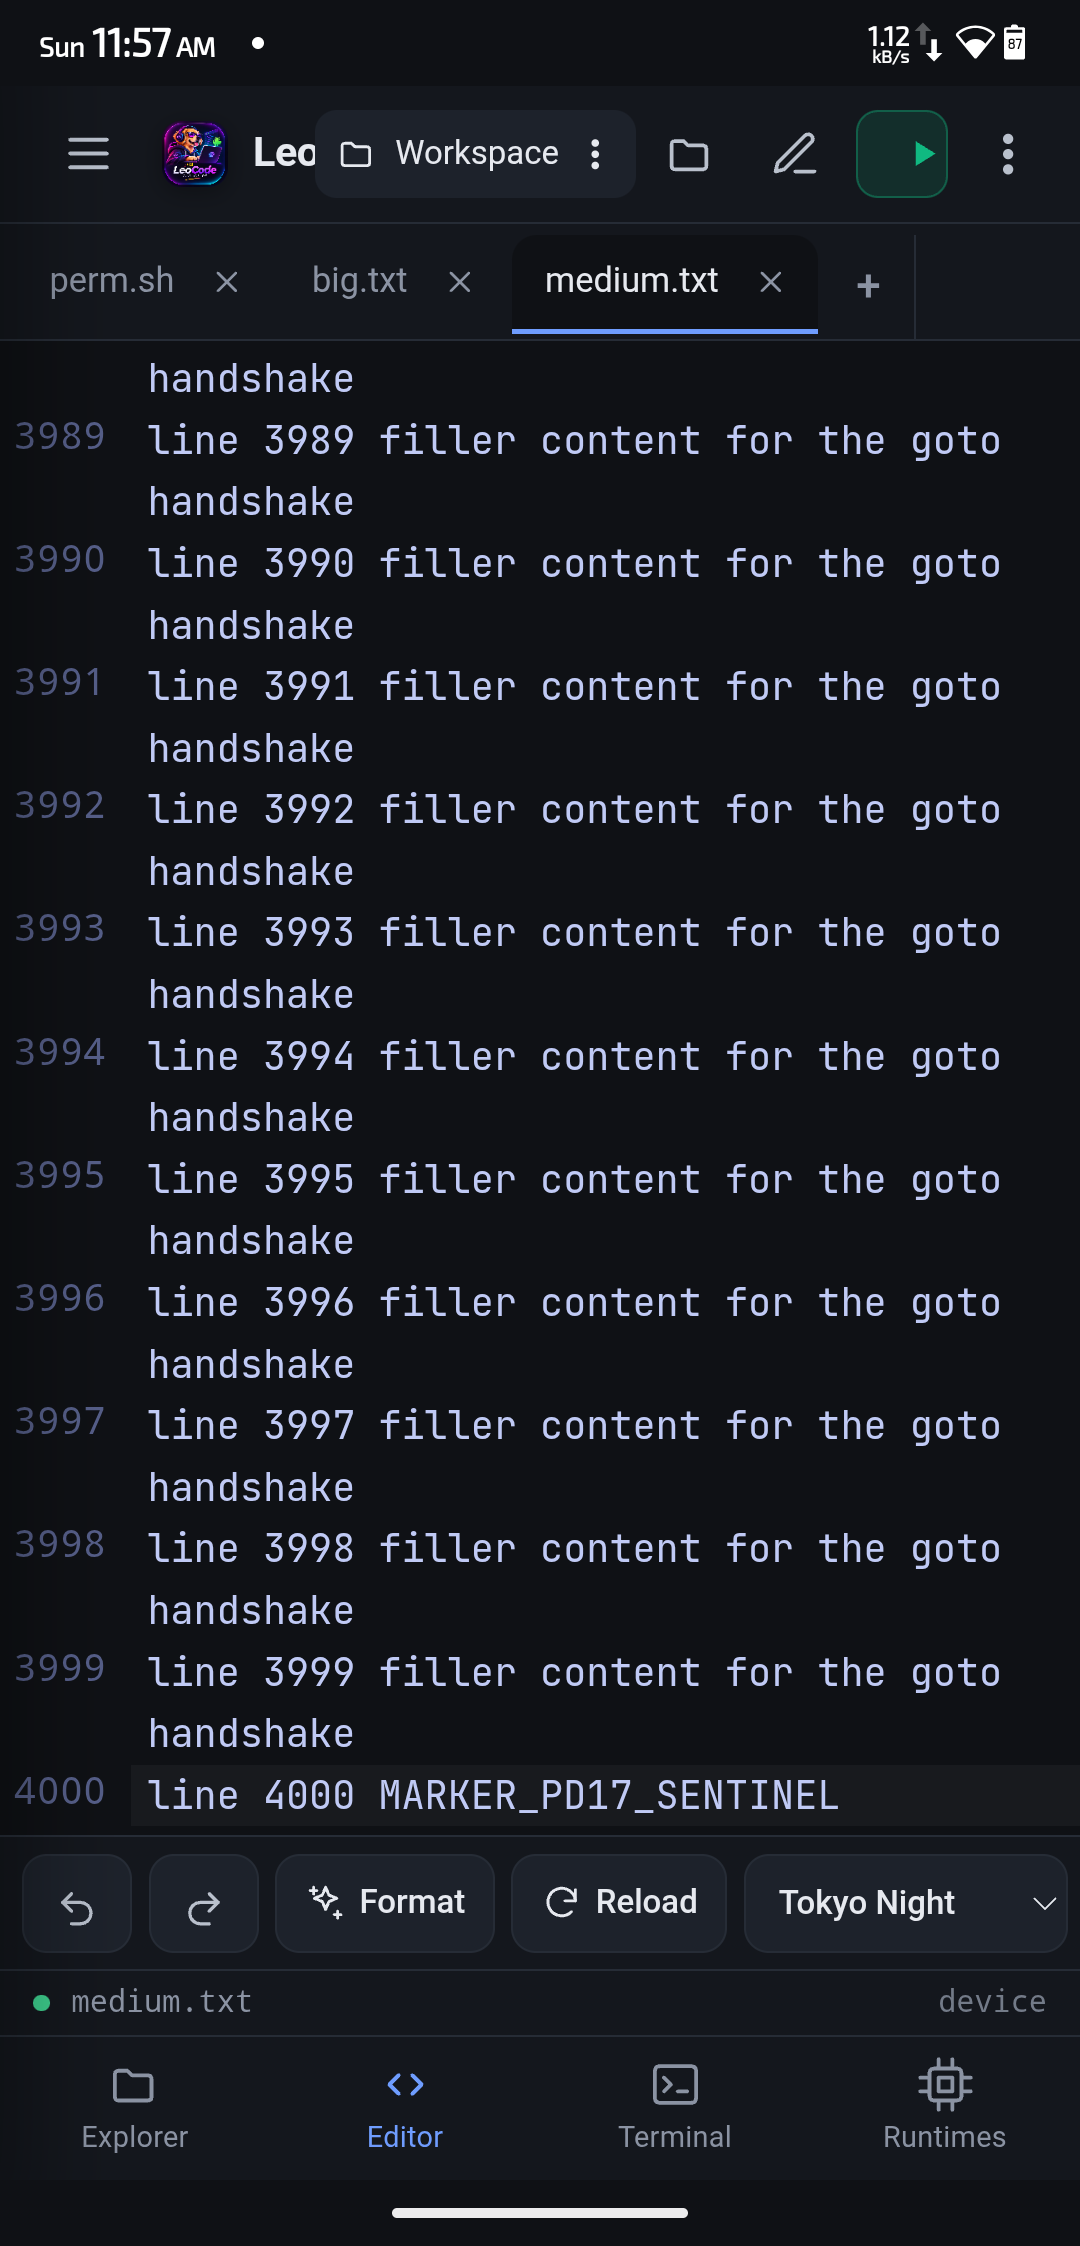 Sun 11:57 AM
1.12 kB/s
87
LeoCode
Leo
Workspace
perm.sh
big.txt
medium.txt
+
handshake
3989 line 3989 filler content for the goto
handshake
3990 line 3990 filler content for the goto
handshake
3991 line 3991 filler content for the goto
handshake
3992 line 3992 filler content for the goto
handshake
3993 line 3993 filler content for the goto
handshake
3994 line 3994 filler content for the goto
handshake
3995 line 3995 filler content for the goto
handshake
3996 line 3996 filler content for the goto
handshake
3997 line 3997 filler content for the goto
handshake
3998 line 3998 filler content for the goto
handshake
3999 line 3999 filler content for the goto
handshake
4000 line 4000 MARKER_PD17_SENTINEL
Format
Reload
Tokyo Night
medium.txt
device
Explorer
Editor
Terminal
Runtimes